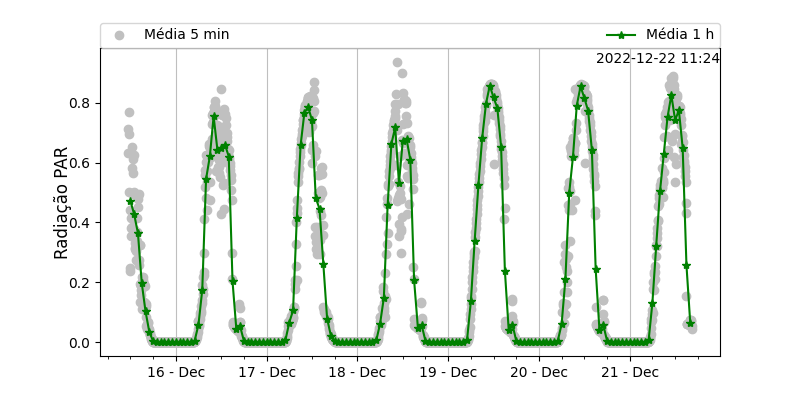 Média 5 min
Média 1 h
2022-12-22 11:24
Radiação PAR
0.8
0.6
0.4
0.2
0.0
16 - Dec
17 - Dec
18 - Dec
19 - Dec
20 - Dec
21 - Dec